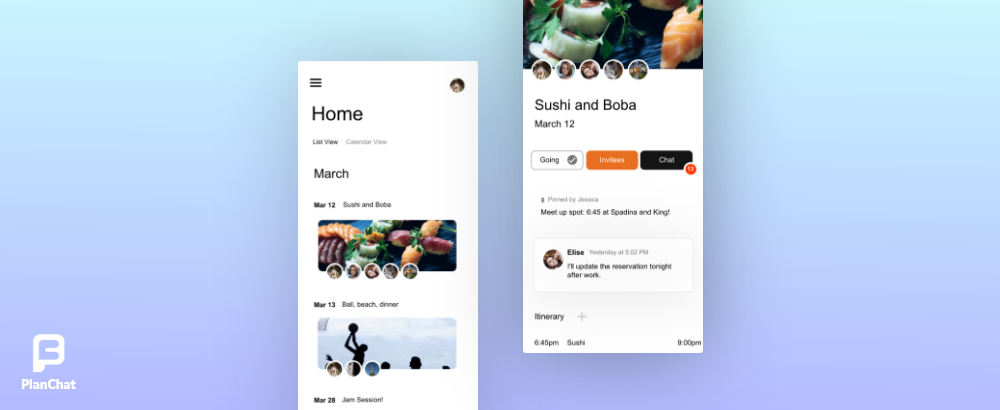 Home
List View Calendar View
March
Mar 12 Sushi and Boba
Mar 13 Ball, beach, dinner
Mar 28 Jam Session!
Sushi and Boba
March 12
Going Invitees Chat
13
Pinned by Jessica
Meet up spot: 6:45 at Spadina and King!
Elise Yesterday at 5:02 PM
I'll update the reservation tonight
after work.
Itinerary
6:45pm Sushi 9:00pm
PlanChat